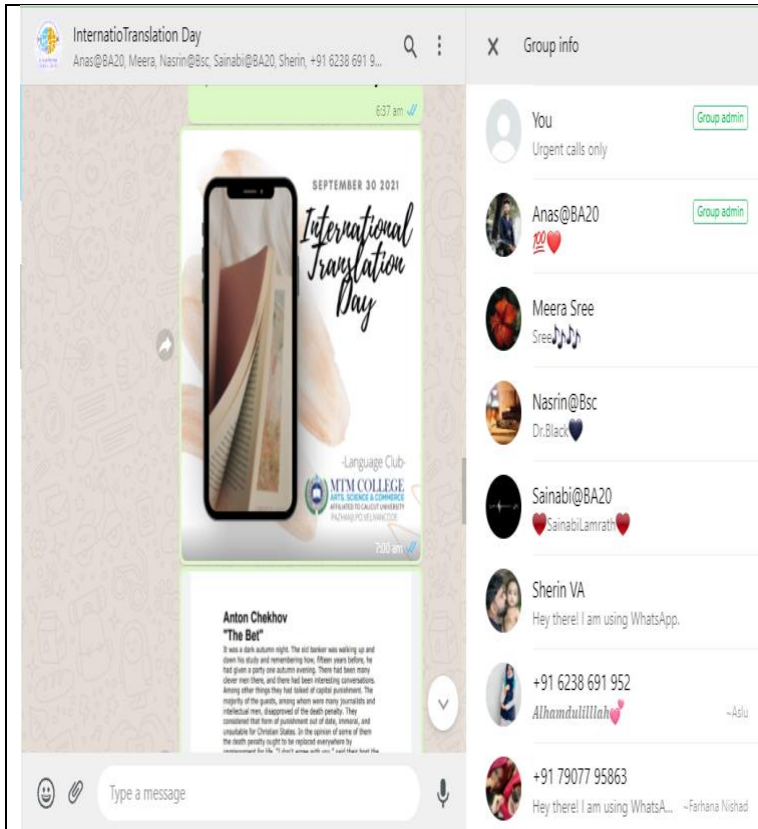 InternatioTranslation Day
Anas@BA20, Meera, Nasrin@Bsc, Sainabi@BA20, Sherin, +91 6238 691 9...
6:37 am
SEPTEMBER 30 2021
International
Translation
Day
-Language Club-
MTM COLLEGE
ARTS, SCIENCE & COMMERCE
AFFILIATED TO CALICUT UNIVERSITY
7:00 am
Anton Chekhov
"The Bet"
It was a dark autumn night. The old banker was walking up and
down his study and remembering how, fifteen years before, he
had given a party one autumn evening. There had been many
clever men there, and there had been interesting conversations.
Among other things they had talked of capital punishment. The
majority of the guests, among whom were many journalists and
intellectual men, disapproved of the death penalty. They
considered that form of punishment out of date, immoral, and
unsuitable for Christian States. In the opinion of some of them
the death penalty ought to be replaced everywhere by
Type a message
Group info
You
Group admin
Urgent calls only
Anas@BA20
Group admin
💯❤️
Meera Sree
Sree🎶🎶
Nasrin@Bsc
Dr.Black🖤
Sainabi@BA20
❤️SainabiLamrath❤️
Sherin VA
Hey there! I am using WhatsApp.
+91 6238 691 952
Alhamdulilllah💕 ~Aslu
+91 79077 95863
Hey there! I am using WhatsA... ~Farhana Nishad